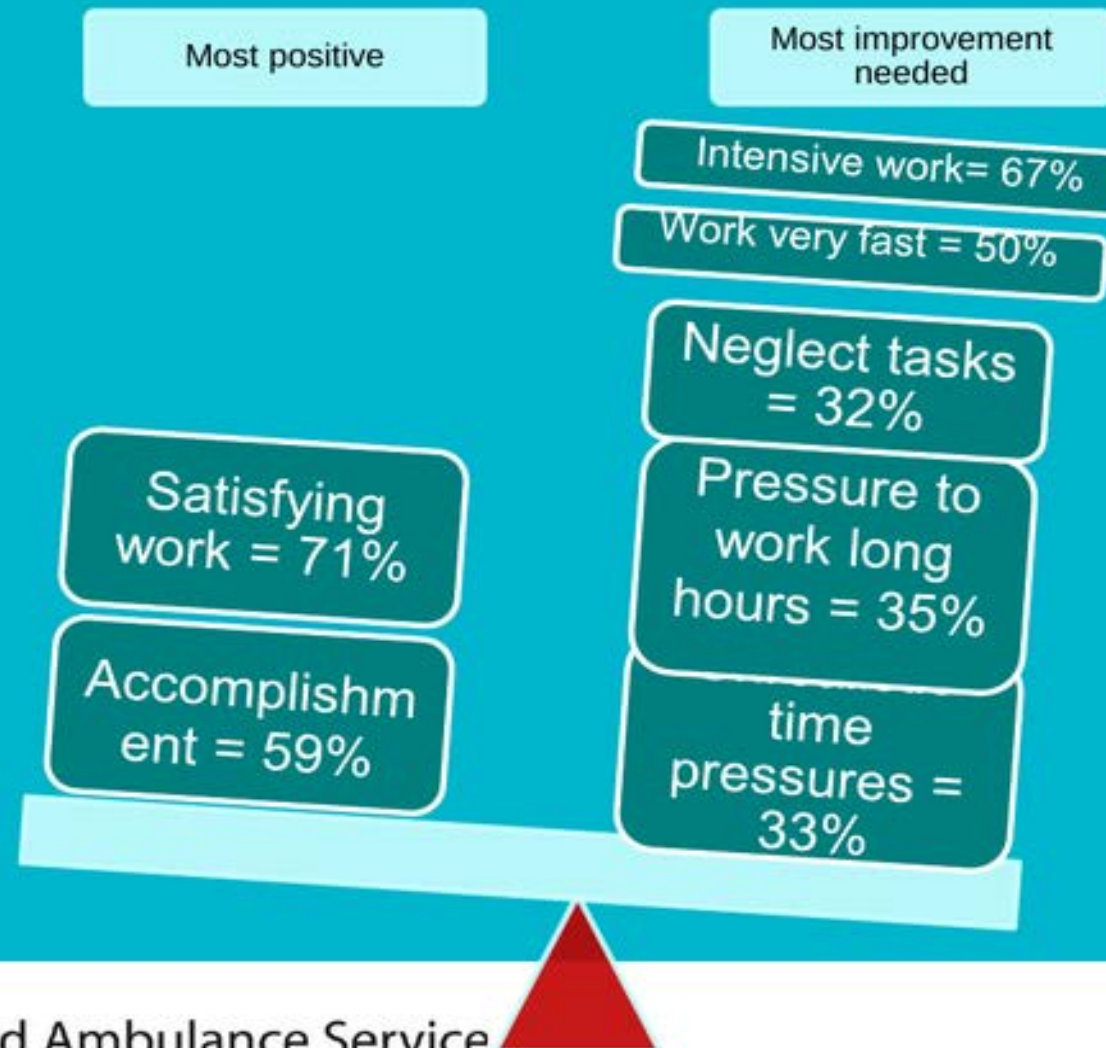 Most positive
Most improvement
needed
Intensive work= 67%
Work very fast = 50%
Neglect tasks
= 32%
Satisfying
work = 71%
Pressure to
work long
hours = 35%
Accomplishm
ent = 59%
time
pressures =
33%
d Ambulance Service